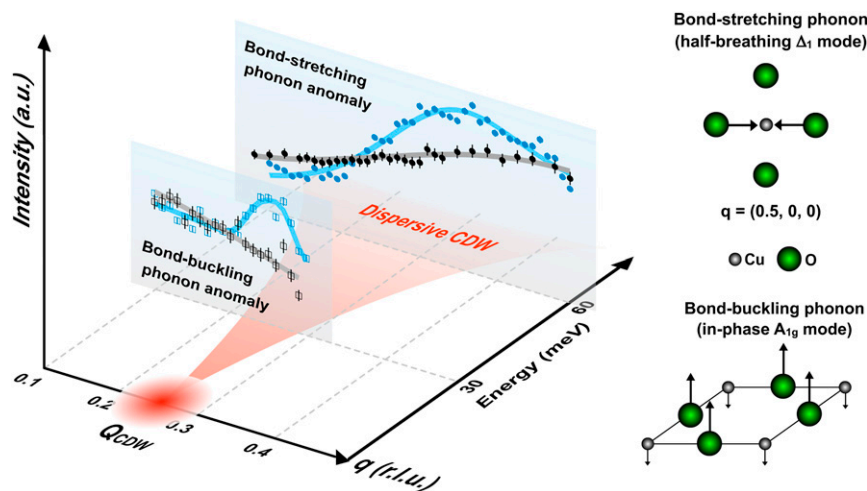 Bond-stretching
phonon anomaly
Bond-buckling
phonon anomaly
Dispersive CDW
Intensity (a.u.)
0.1
0.2
0.3
0.4
QCDW
q (r.l.u.)
30
60
Energy (meV)
Bond-stretching phonon
(half-breathing Δ1 mode)
q = (0.5, 0, 0)
Cu
O
Bond-buckling phonon
(in-phase A1g mode)